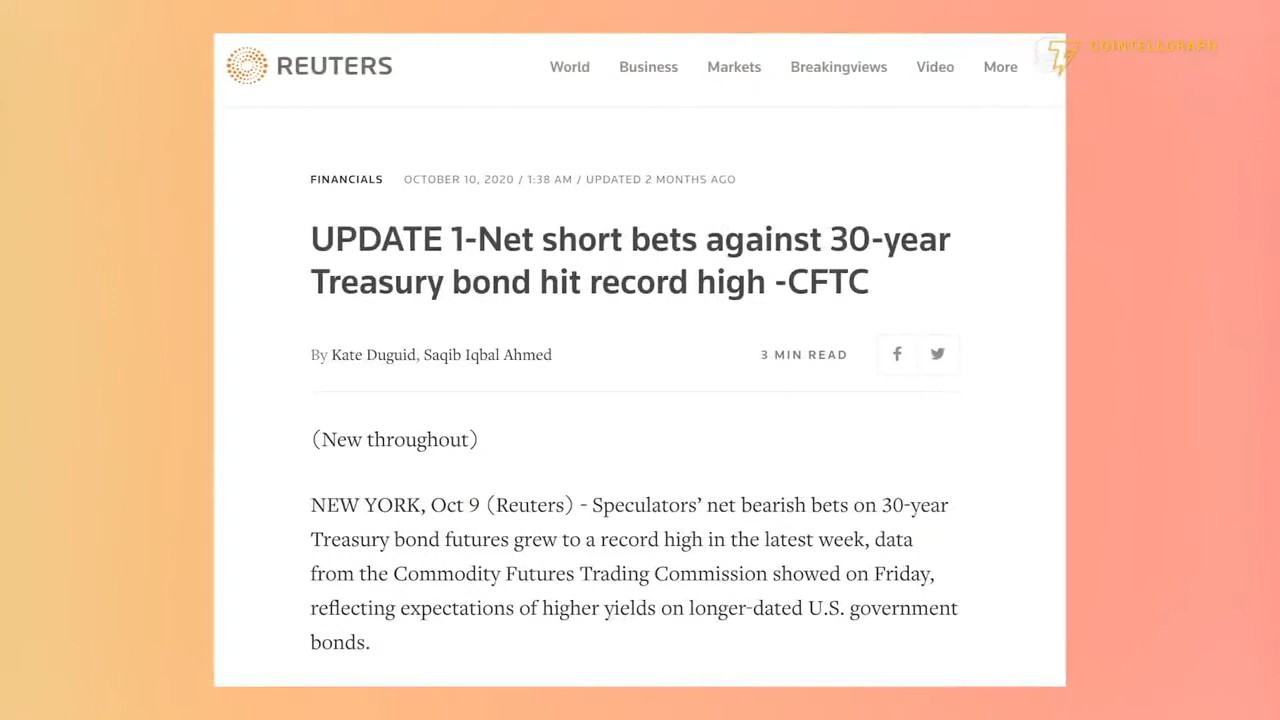 REUTERS World Business Markets Breakingviews Video More
COINTELEGRAPH
FINANCIALS OCTOBER 10, 2020 / 1:38 AM / UPDATED 2 MONTHS AGO
UPDATE 1-Net short bets against 30-year
Treasury bond hit record high -CFTC
By Kate Duguid, Saqib Iqbal Ahmed 3 MIN READ
(New throughout)
NEW YORK, Oct 9 (Reuters) - Speculators’ net bearish bets on 30-year
Treasury bond futures grew to a record high in the latest week, data
from the Commodity Futures Trading Commission showed on Friday,
reflecting expectations of higher yields on longer-dated U.S. government
bonds.